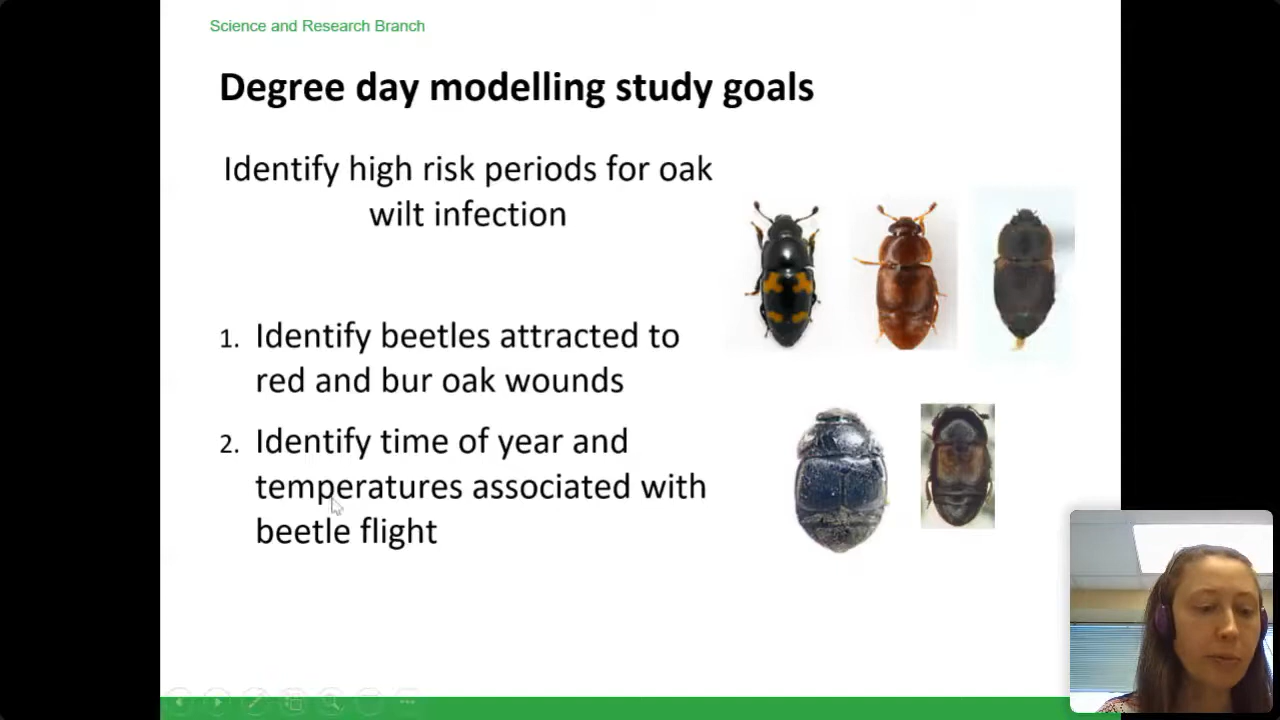 Science and Research Branch
Degree day modelling study goals
Identify high risk periods for oak
wilt infection
1. Identify beetles attracted to
red and bur oak wounds
2. Identify time of year and
temperatures associated with
beetle flight